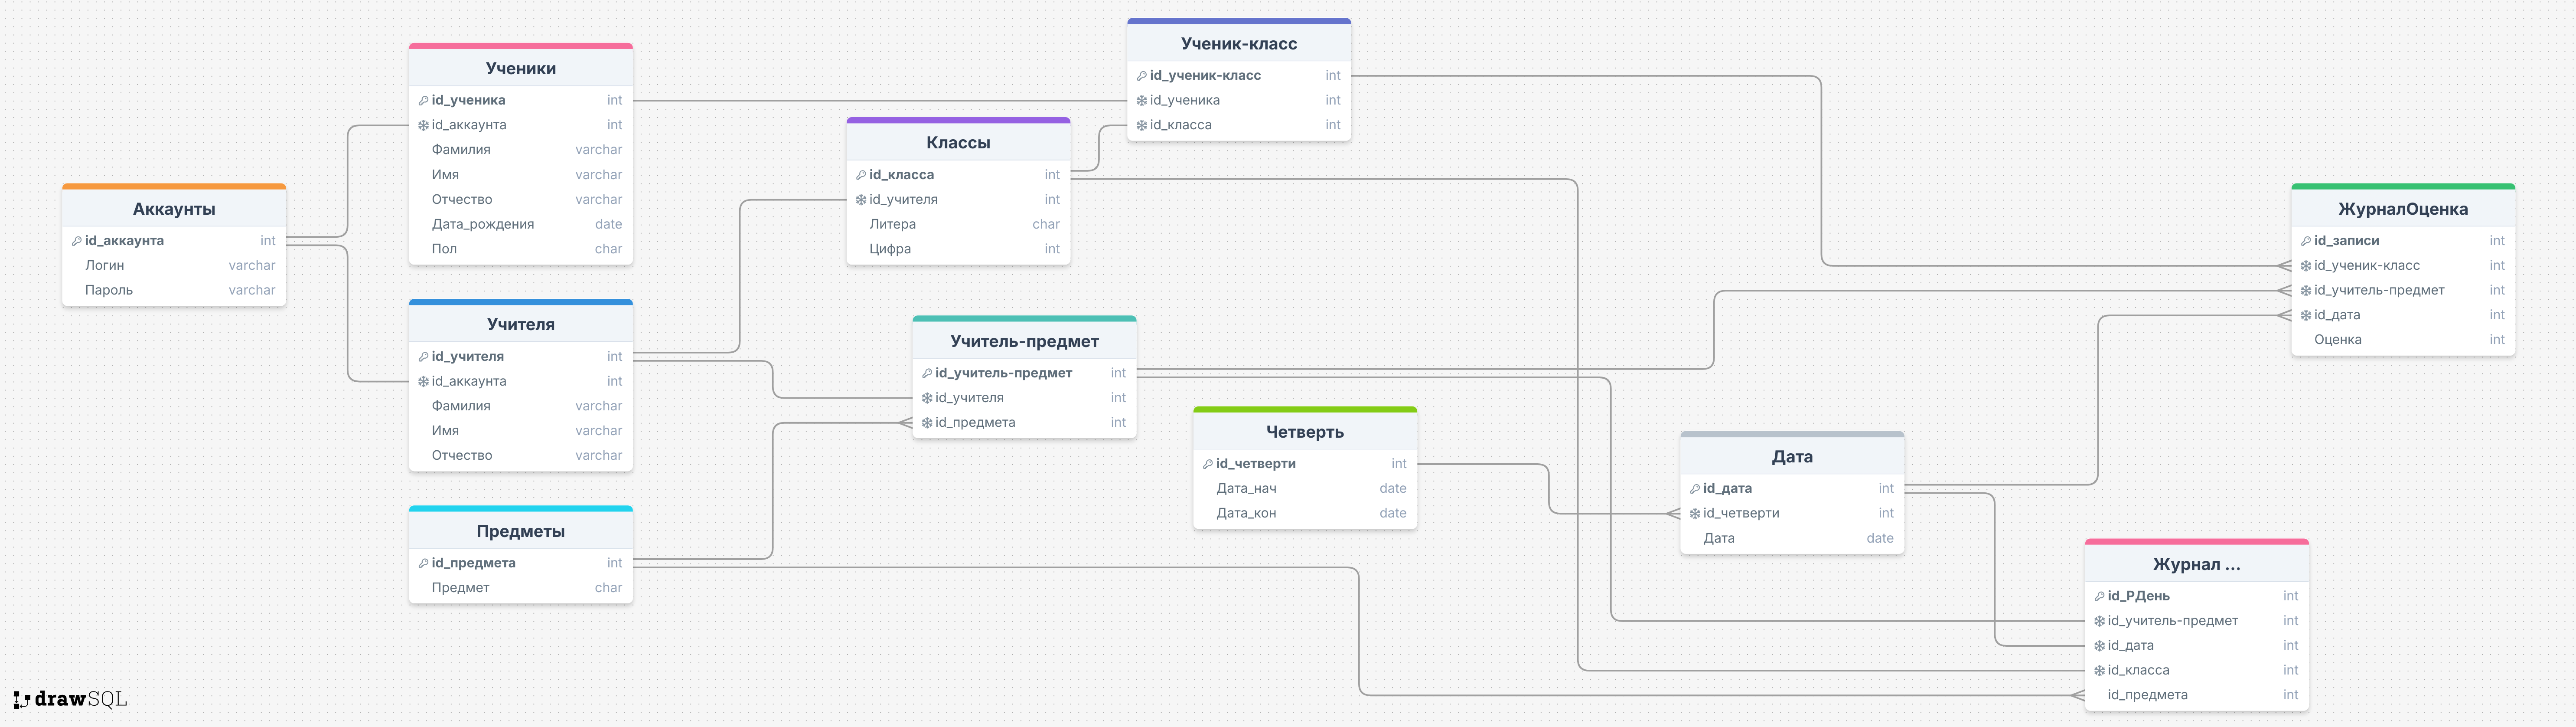 Аккаунты
id_аккаунта int
Логин varchar
Пароль varchar
Ученики
id_ученика int
id_аккаунта int
Фамилия varchar
Имя varchar
Отчество varchar
Дата_рождения date
Пол char
Учителя
id_учителя int
id_аккаунта int
Фамилия varchar
Имя varchar
Отчество varchar
Предметы
id_предмета int
Предмет char
Классы
id_класса int
id_учителя int
Литера char
Цифра int
Учитель-предмет
id_учитель-предмет int
id_учителя int
id_предмета int
Ученик-класс
id_ученик-класс int
id_ученика int
id_класса int
Четверть
id_четверти int
Дата_нач date
Дата_кон date
Дата
id_дата int
id_четверти int
Дата date
ЖурналОценка
id_записи int
id_ученик-класс int
id_учитель-предмет int
id_дата int
Оценка int
Журнал ...
id_РДень int
id_учитель-предмет int
id_дата int
id_класса int
id_предмета int
drawSQL